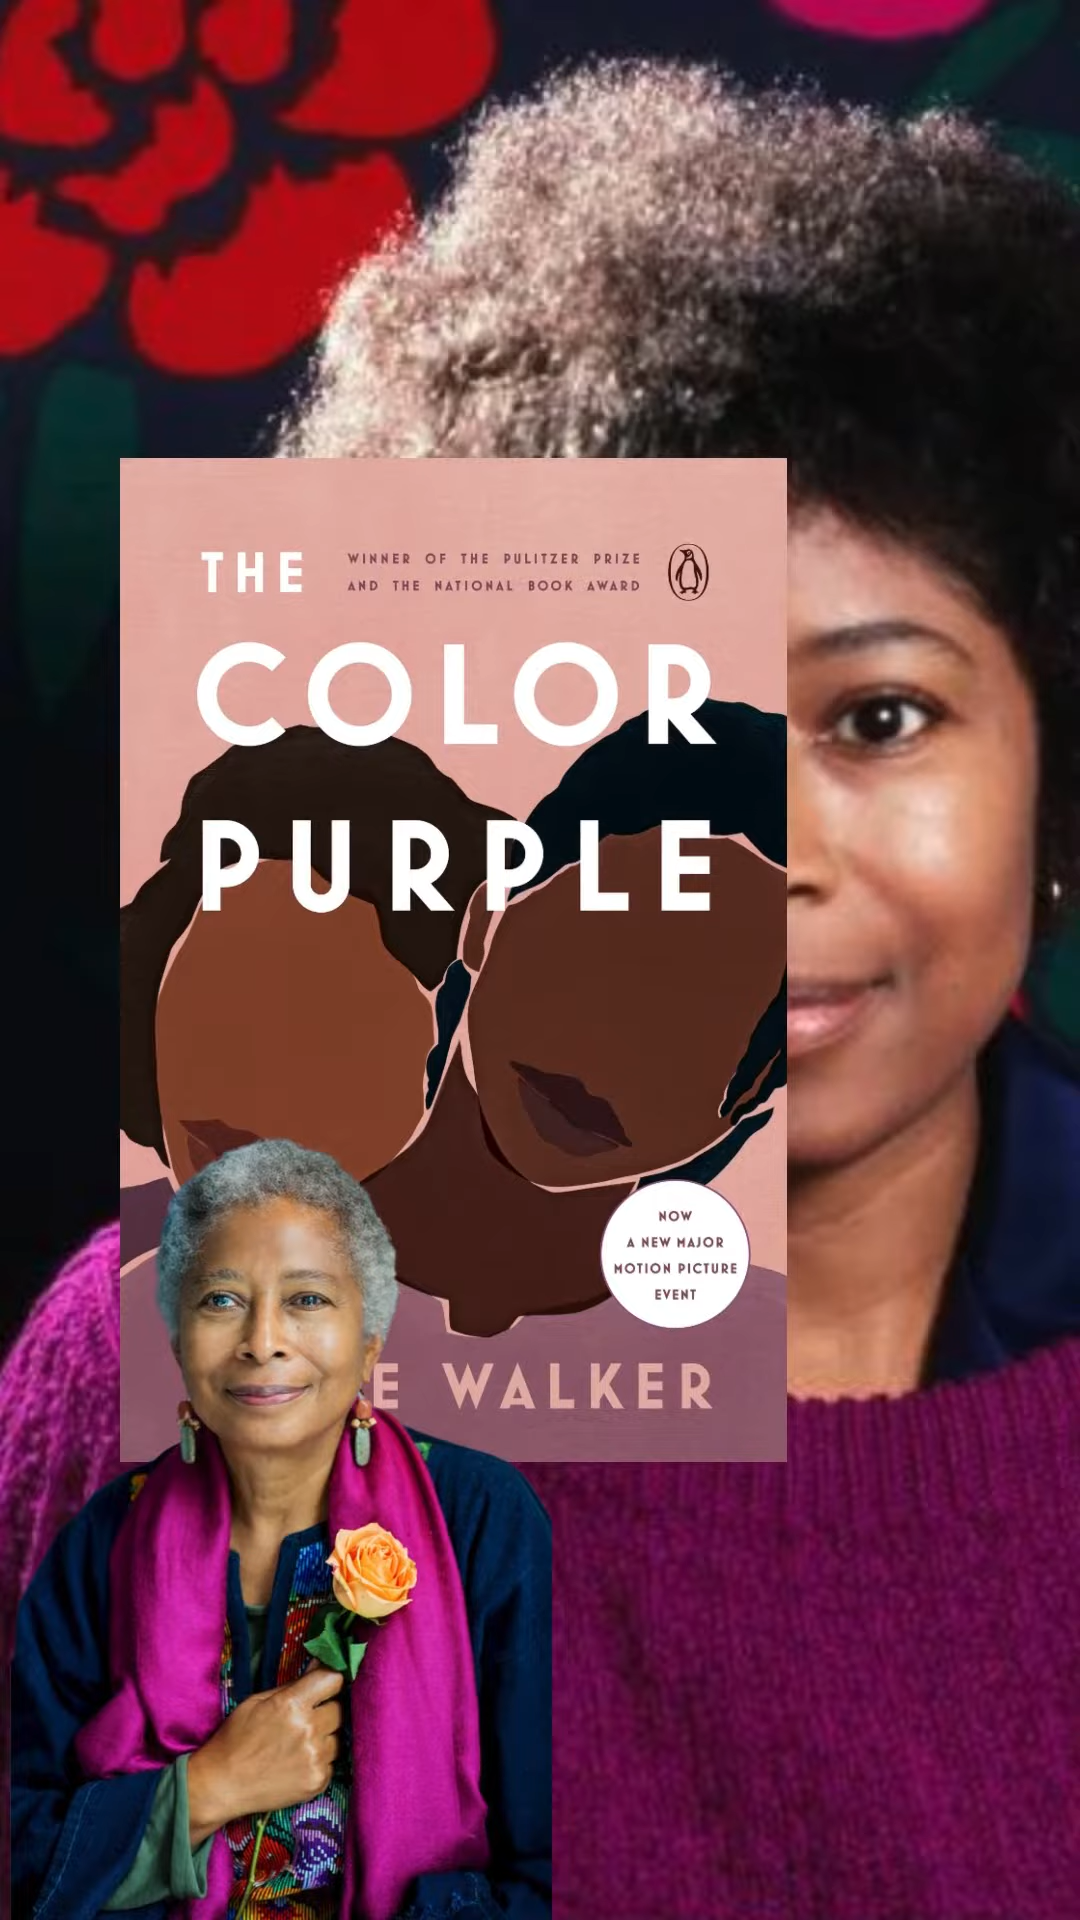 THE
WINNER OF THE PULITZER PRIZE
AND THE NATIONAL BOOK AWARD
COLOR
PURPLE
NOW
A NEW MAJOR
MOTION PICTURE
EVENT
E WALKER